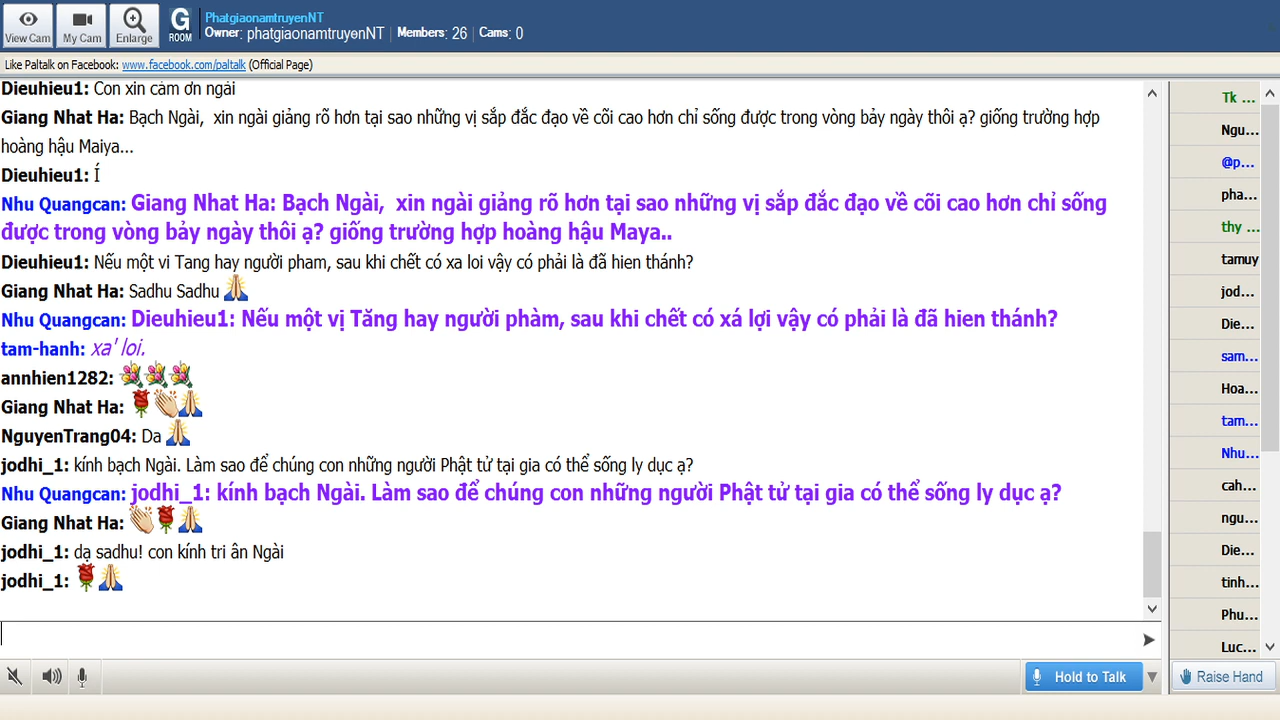 View Cam
My Cam
Enlarge
G
ROOM
PhatgiaonamtruyenNT
Owner: phatgiaonamtruyenNT | Members: 26 | Cams: 0
Like Paltalk on Facebook: www.facebook.com/paltalk (Official Page)
Dieuhieu1: Con xin cảm ơn ngài
Giang Nhat Ha: Bạch Ngài, xin ngài giảng rõ hơn tại sao những vị sắp đắc đạo về cõi cao hơn chỉ sống được trong vòng bảy ngày thôi ạ? giống trường hợp
hoàng hậu Maiya...
Dieuhieu1: Í
Nhu Quangcan: Giang Nhat Ha: Bạch Ngài, xin ngài giảng rõ hơn tại sao những vị sắp đắc đạo về cõi cao hơn chỉ sống
được trong vòng bảy ngày thôi ạ? giống trường hợp hoàng hậu Maya..
Dieuhieu1: Nếu một vi Tang hay người pham, sau khi chết có xa loi vậy có phải là đã hien thánh?
Giang Nhat Ha: Sadhu Sadhu 🙏
Nhu Quangcan: Dieuhieu1: Nếu một vị Tăng hay người phàm, sau khi chết có xá lợi vậy có phải là đã hien thánh?
tam-hanh: xa' loi.
annhien1282: 💐💐💐
Giang Nhat Ha: 🌹👏🙏
NguyenTrang04: Da 🙏
jodhi_1: kính bạch Ngài. Làm sao để chúng con những người Phật tử tại gia có thể sống ly dục ạ?
Nhu Quangcan: jodhi_1: kính bạch Ngài. Làm sao để chúng con những người Phật tử tại gia có thể sống ly dục ạ?
Giang Nhat Ha: 👏🌹🙏
jodhi_1: dạ sadhu! con kính tri ân Ngài
jodhi_1: 🌹🙏
Tk ...
Ngu...
@p...
pha...
thy ...
tamuy
jod...
Die...
sam...
Hoa...
tam...
Nhu...
cah...
ngu...
Die...
tinh...
Phu...
Luc...
Hold to Talk
Raise Hand